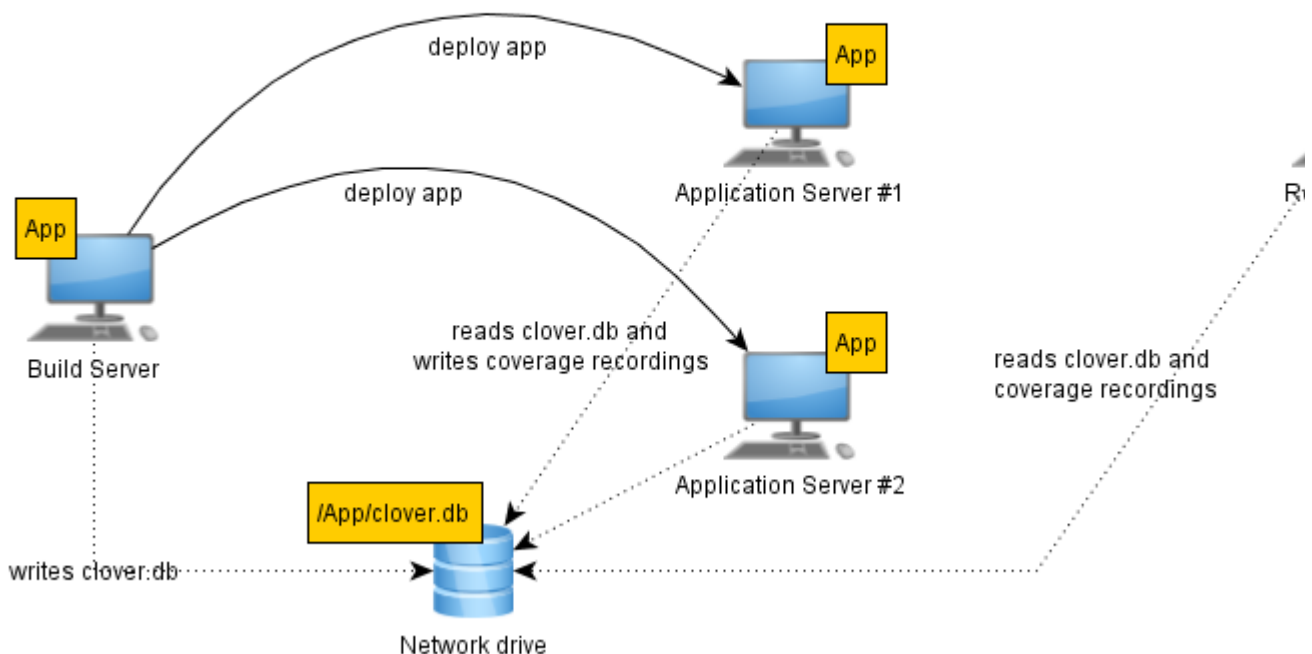 deploy app
App
Application Server #1
deploy app
App
Build Server
reads clover.db and
writes coverage recordings
App
reads clover.db and
coverage recordings
Application Server #2
/App/clover.db
writes clover.db
Network drive